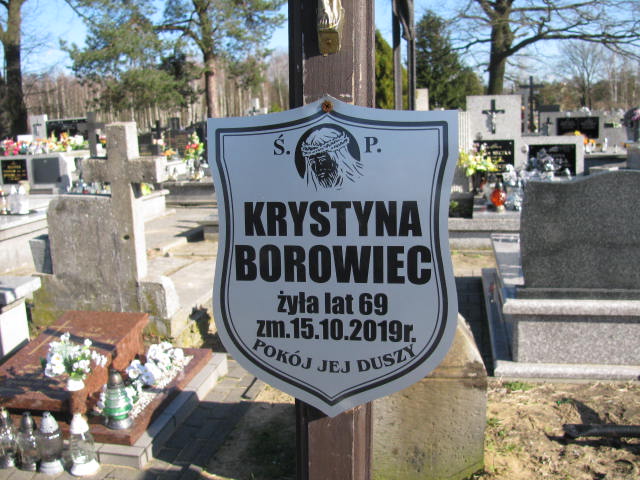 Ś. P.
KRYSTYNA
BOROWIEC
żyła lat 69
zm.15.10.2019r.
POKÓJ JEJ DUSZY